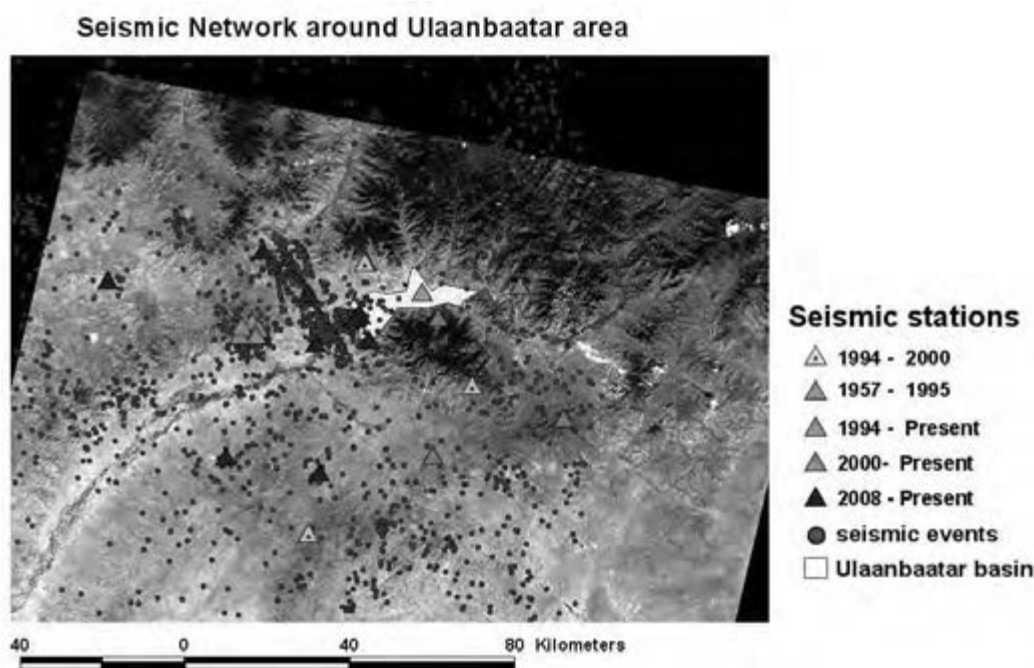 Seismic Network around Ulaanbaatar area
Seismic stations
1994 - 2000
1957 - 1995
1994 - Present
2000- Present
2008 - Present
seismic events
Ulaanbaatar basin
40 0 40 80 Kilometers